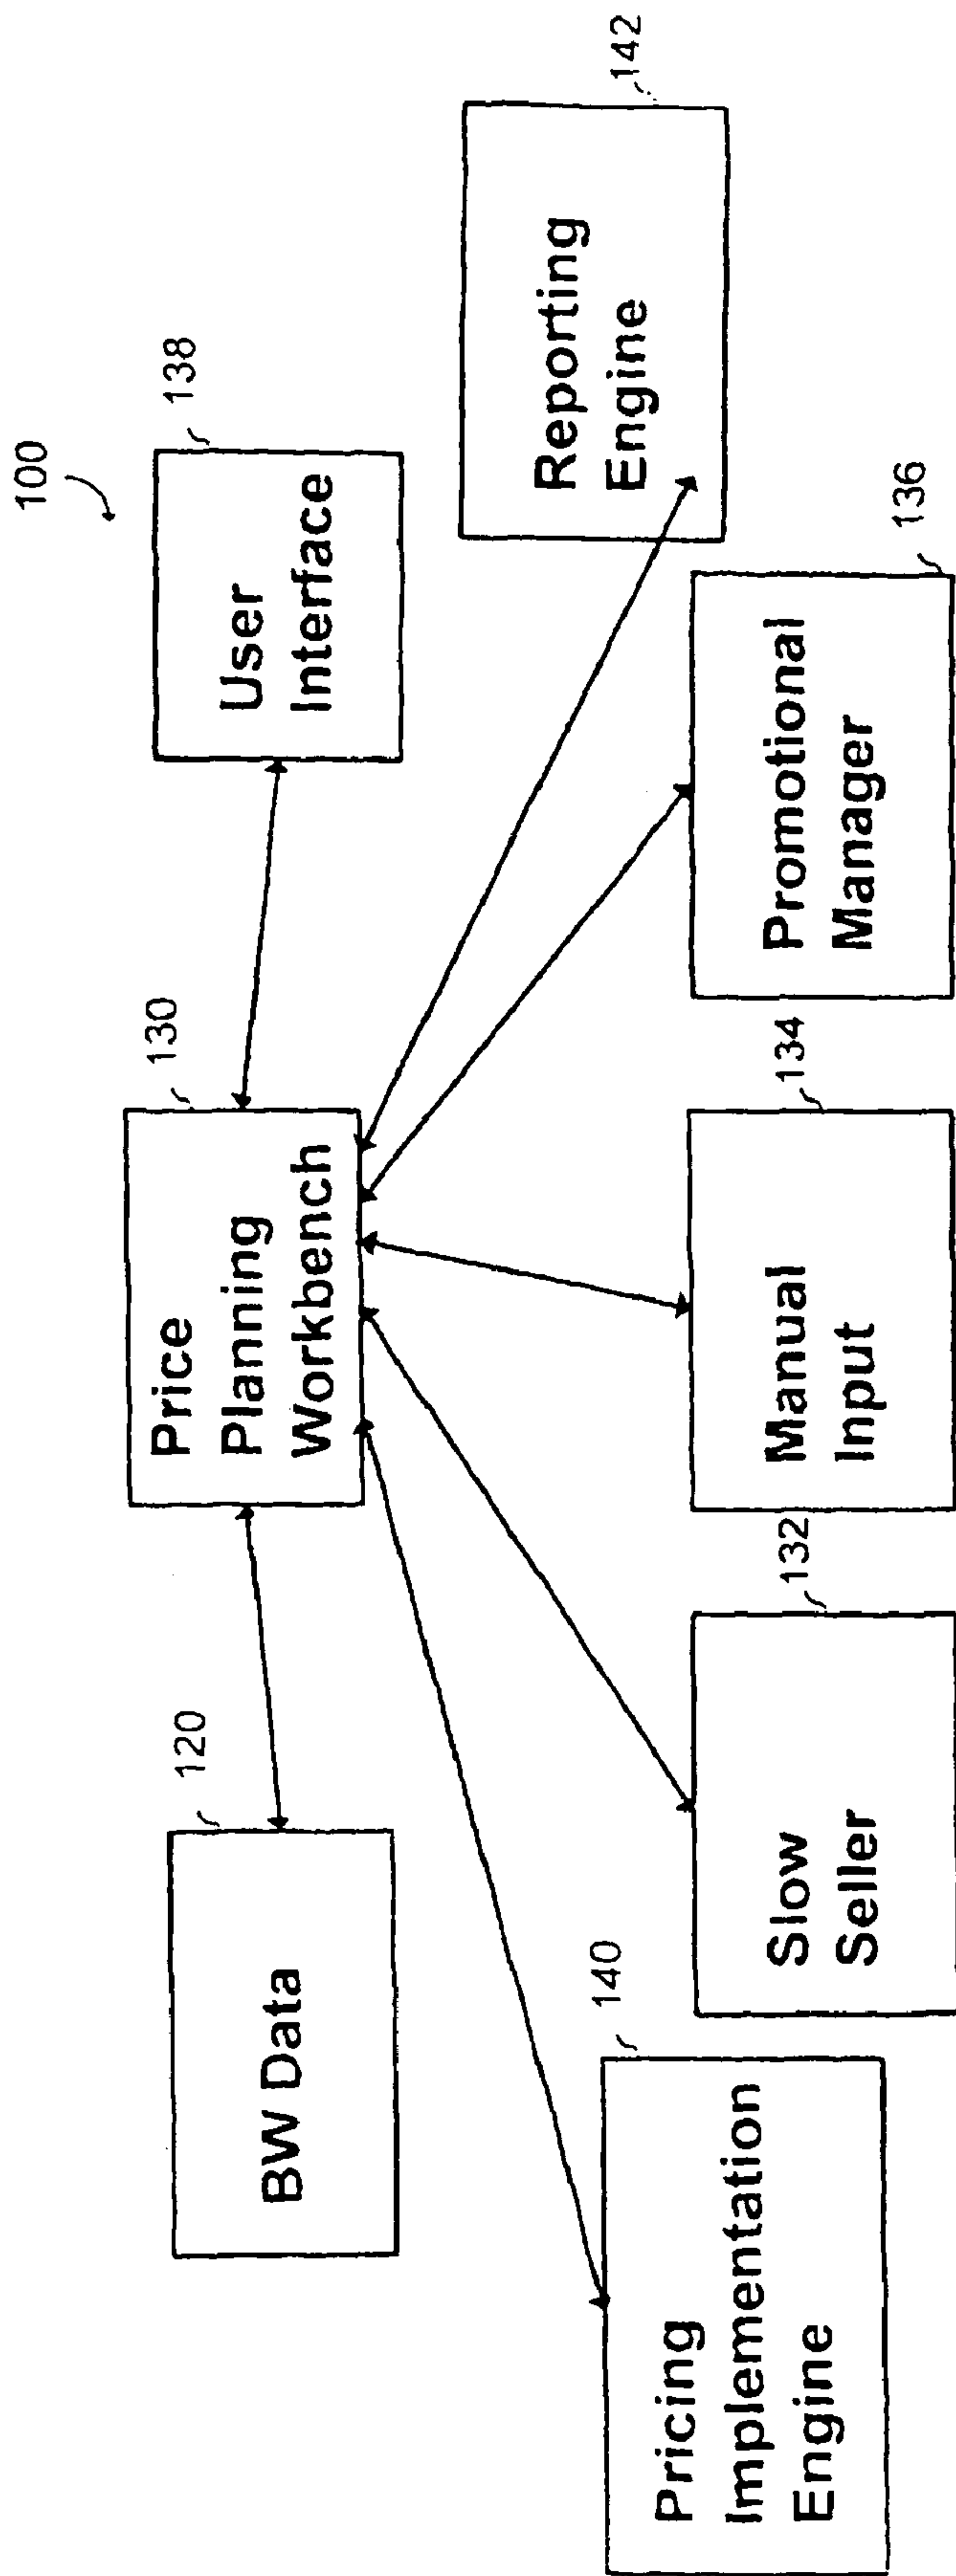 100
130
Price
Planning
Workbench
138
User
Interface
120
BW Data
142
Reporting
Engine
140
Pricing
Implementation
Engine
132
Slow
Seller
134
Manual
Input
136
Promotional
Manager